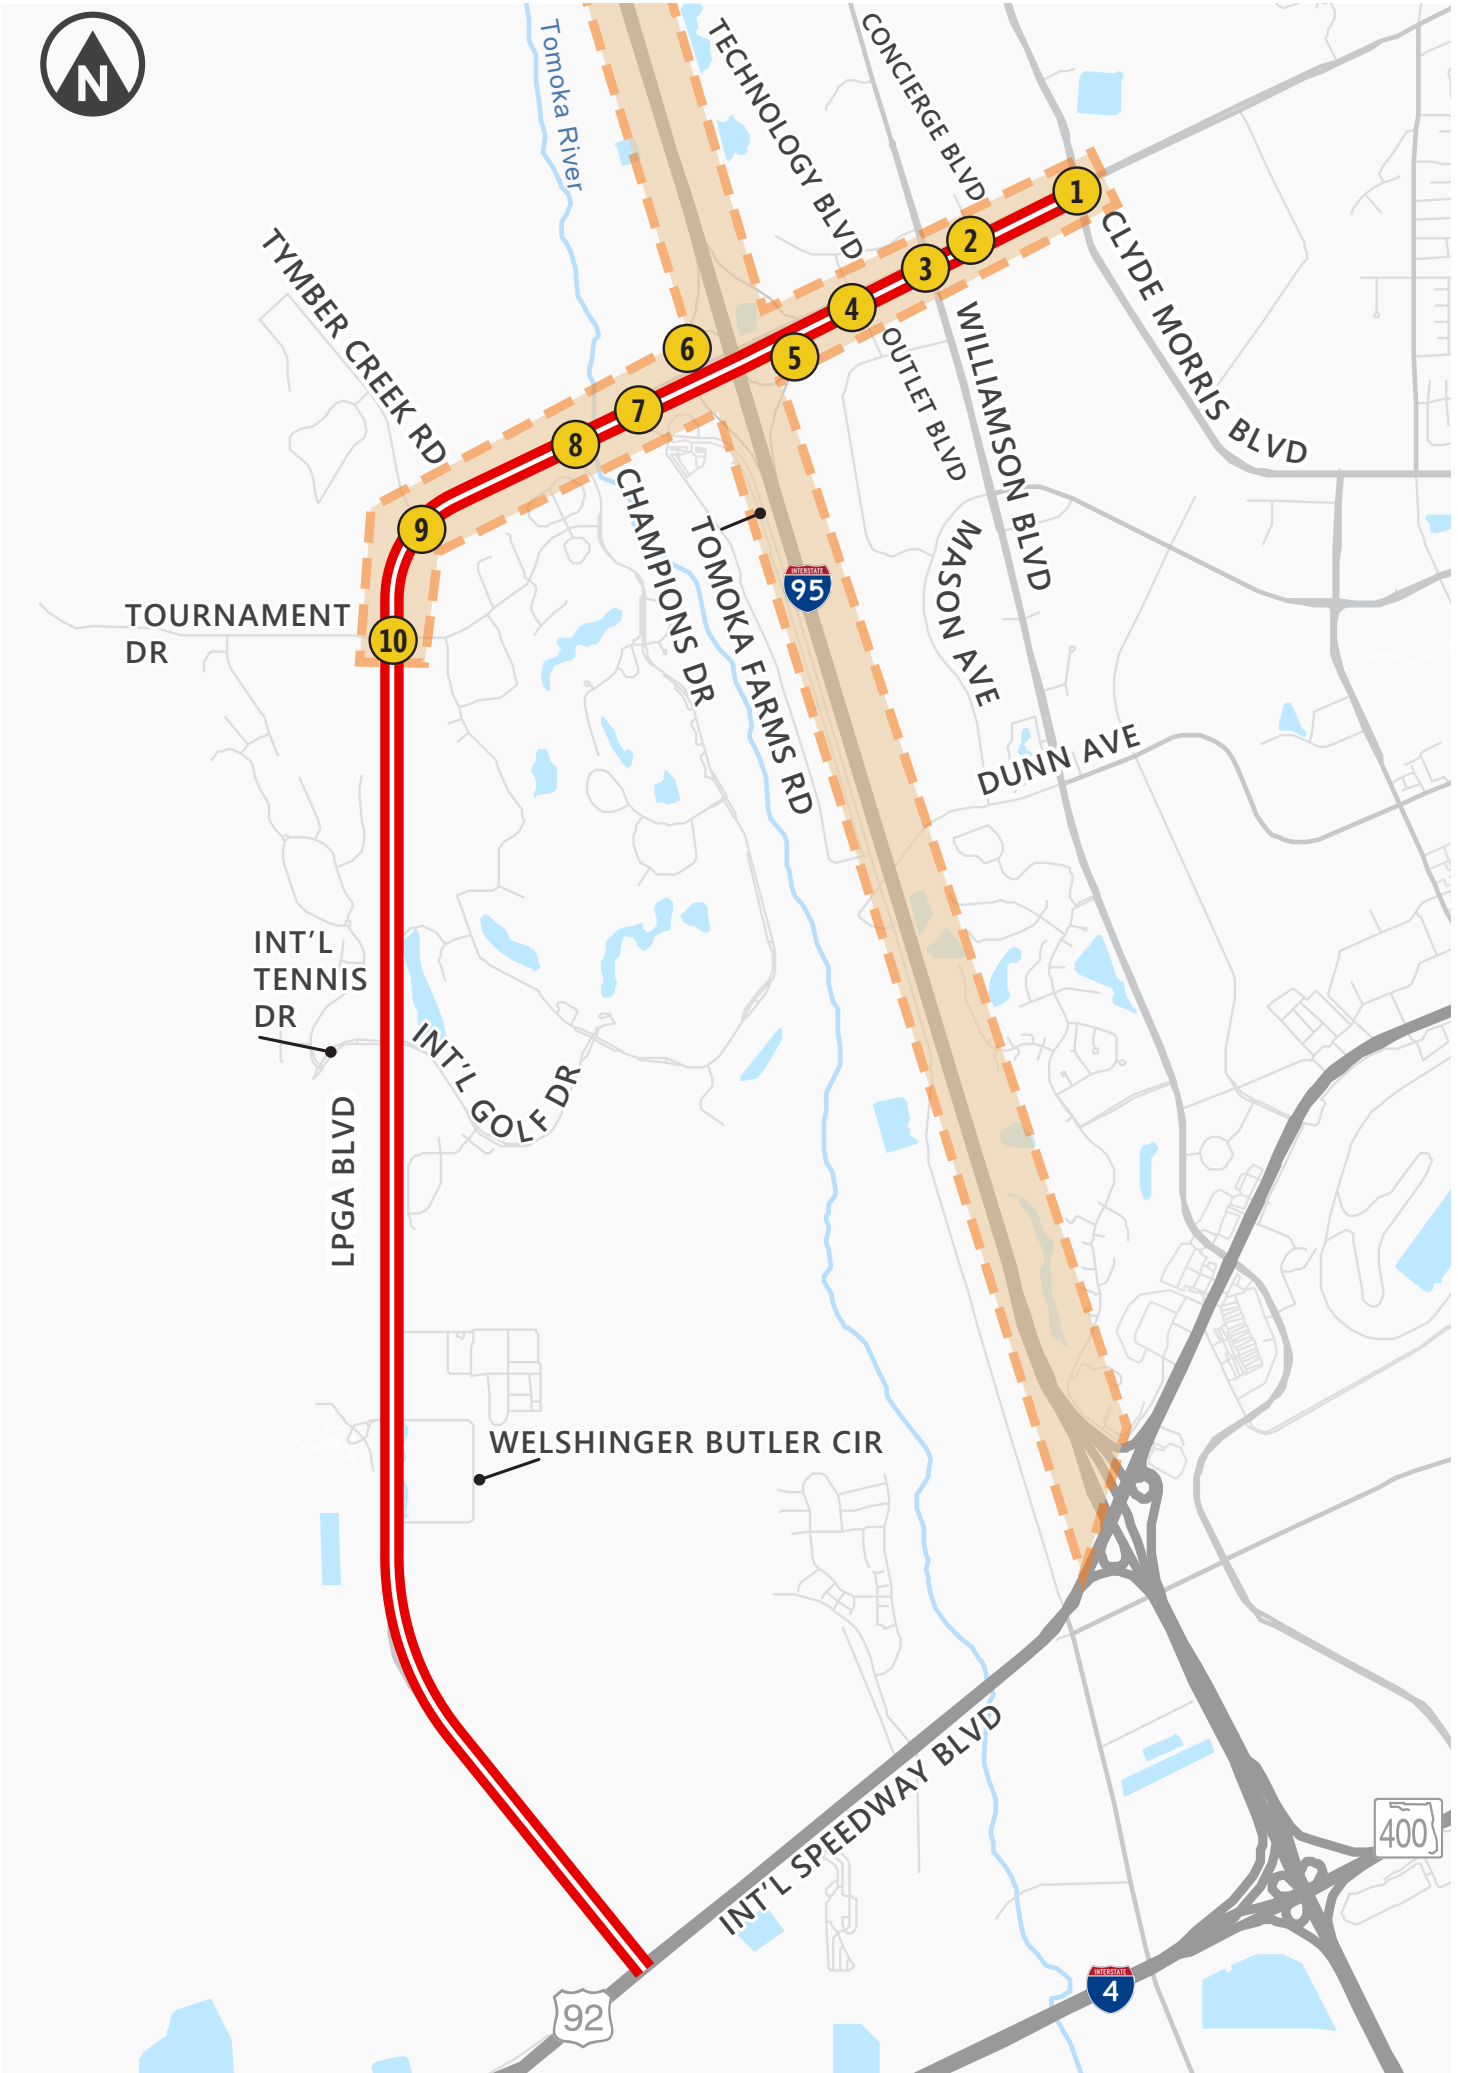 N
Tomoka River
TECHNOLOGY BLVD
CONCIERGE BLVD
1
2
3
4
5
6
7
8
9
10
CLYDE MORRIS BLVD
TYMBER CREEK RD
OUTLET BLVD
WILLIAMSON BLVD
CHAMPIONS DR
TOMOKA FARMS RD
MASON AVE
INTERSTATE
95
TOURNAMENT
DR
DUNN AVE
INT'L
TENNIS
DR
INT'L GOLF DR
LPGA BLVD
WELSHINGER BUTLER CIR
INT'L SPEEDWAY BLVD
400
INTERSTATE
4
92